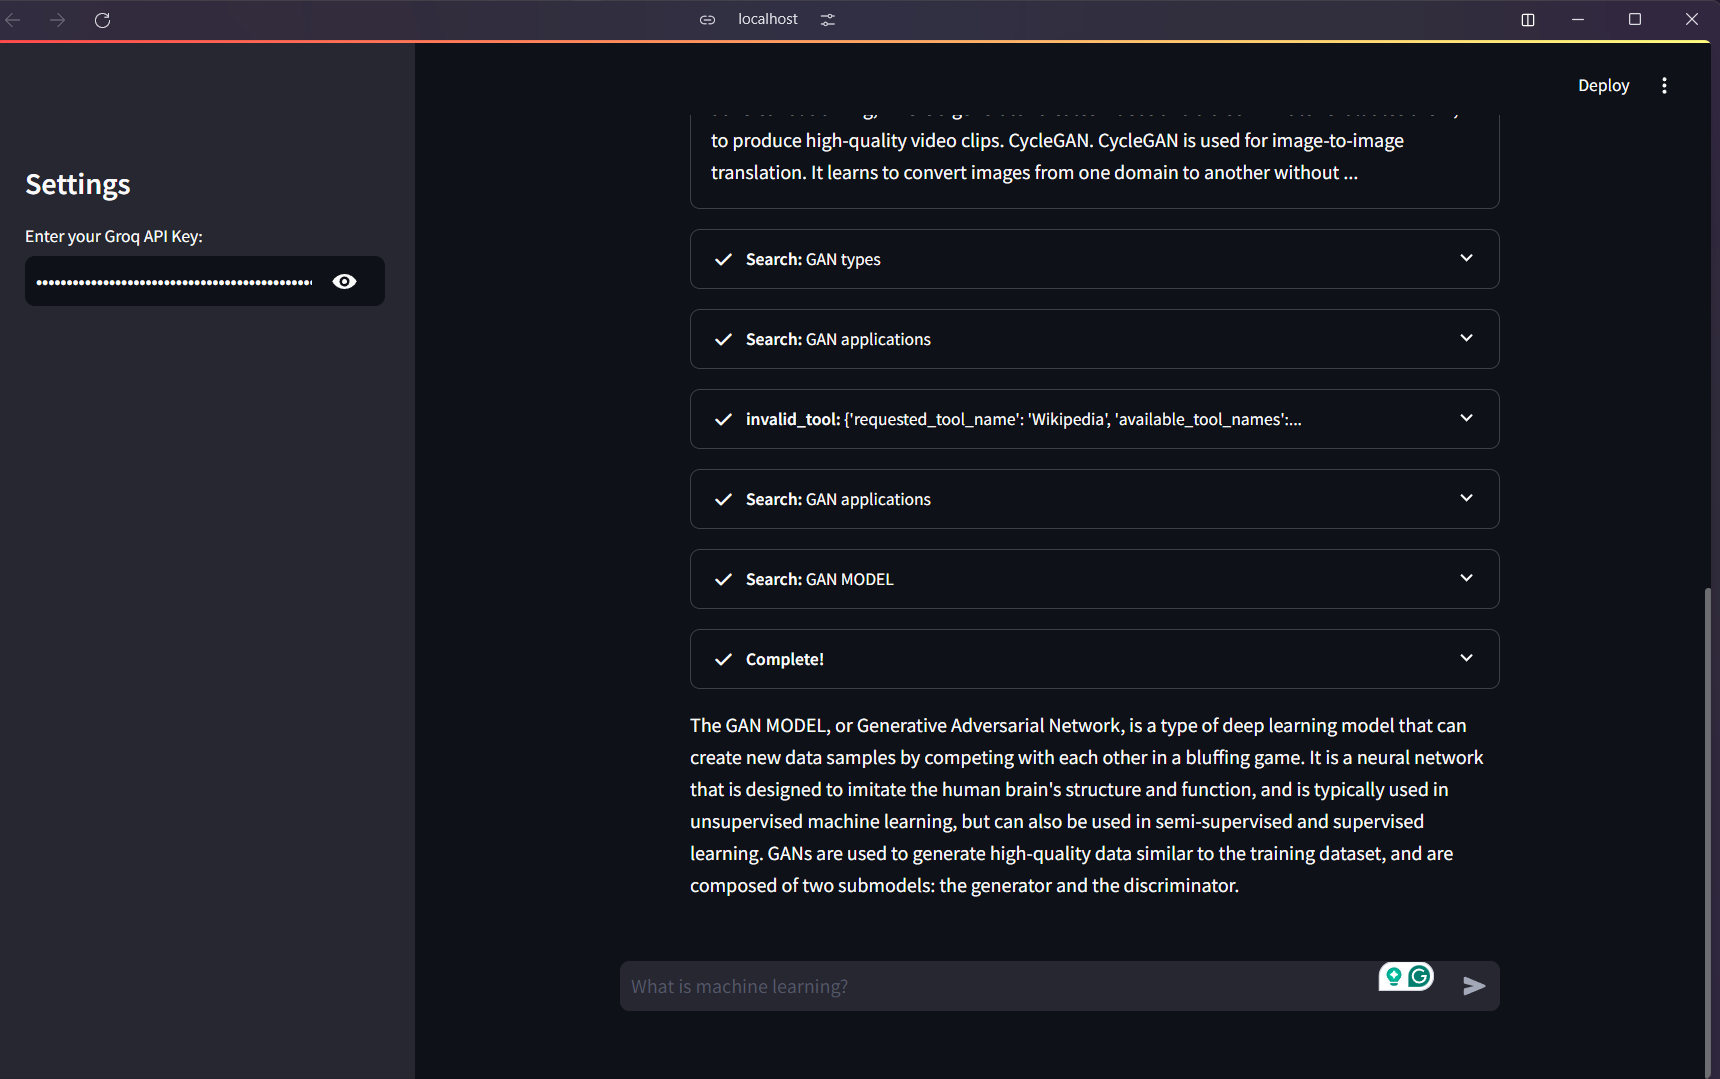 localhost
Deploy
Settings
Enter your Groq API Key:
to produce high-quality video clips. CycleGAN. CycleGAN is used for image-to-image
translation. It learns to convert images from one domain to another without ...
Search: GAN types
Search: GAN applications
invalid_tool: {'requested_tool_name': 'Wikipedia', 'available_tool_names':...
Search: GAN applications
Search: GAN MODEL
Complete!
The GAN MODEL, or Generative Adversarial Network, is a type of deep learning model that can
create new data samples by competing with each other in a bluffing game. It is a neural network
that is designed to imitate the human brain's structure and function, and is typically used in
unsupervised machine learning, but can also be used in semi-supervised and supervised
learning. GANs are used to generate high-quality data similar to the training dataset, and are
composed of two submodels: the generator and the discriminator.
What is machine learning?